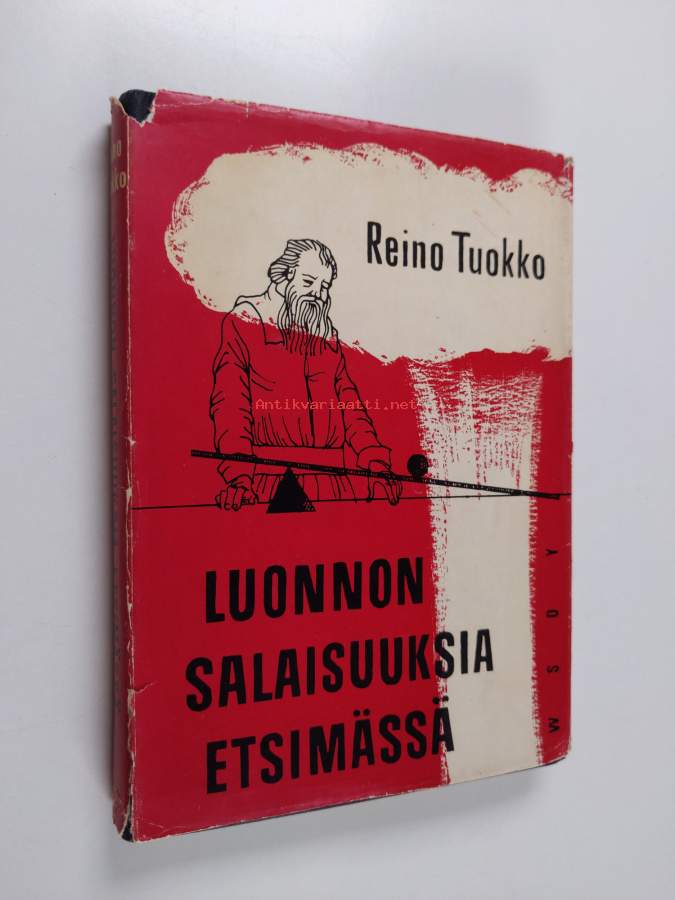 Reino Tuokko
Antikvariaatti.net
LUONNON
SALAISUUKSIA
ETSIMÄSSÄ
WSOY